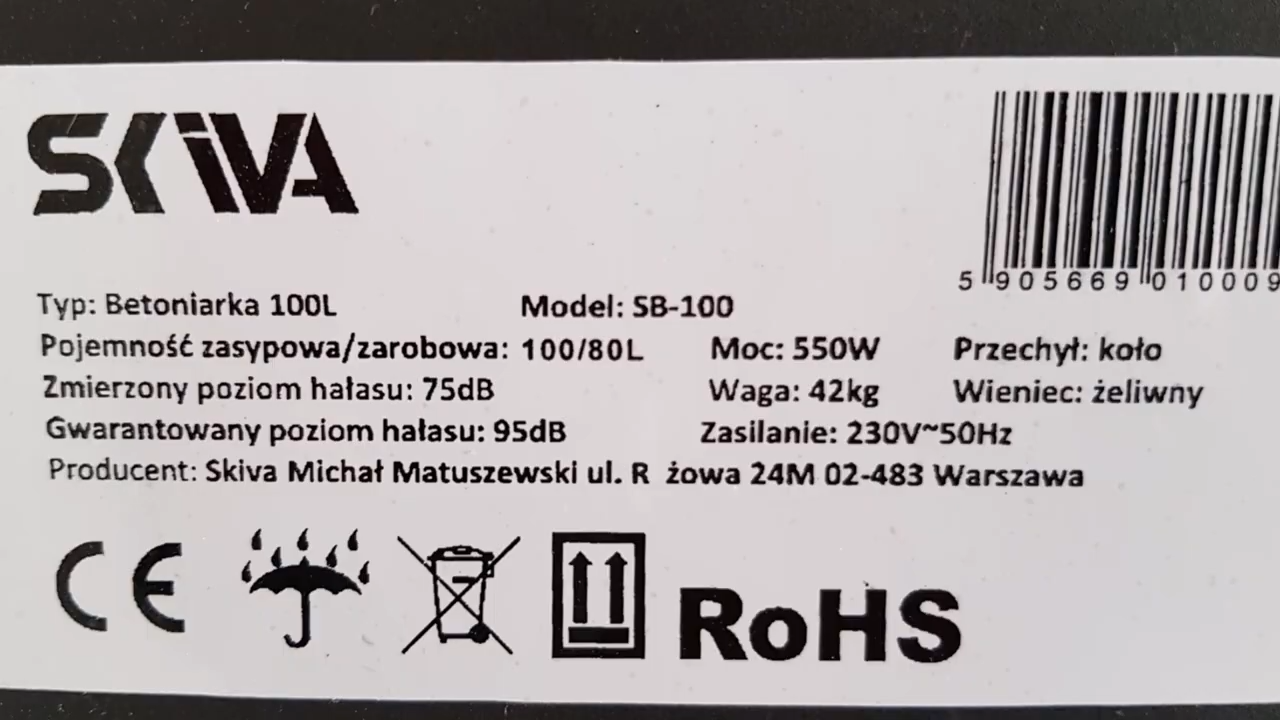 SKiVA
5 905669 010009
Typ: Betoniarka 100L Model: SB-100
Pojemność zasypowa/zarobowa: 100/80L Moc: 550W Przechył: koło
Zmierzony poziom hałasu: 75dB Waga: 42kg Wieniec: żeliwny
Gwarantowany poziom hałasu: 95dB Zasilanie: 230V~50Hz
Producent: Skiva Michał Matuszewski ul. R żowa 24M 02-483 Warszawa
CE RoHS